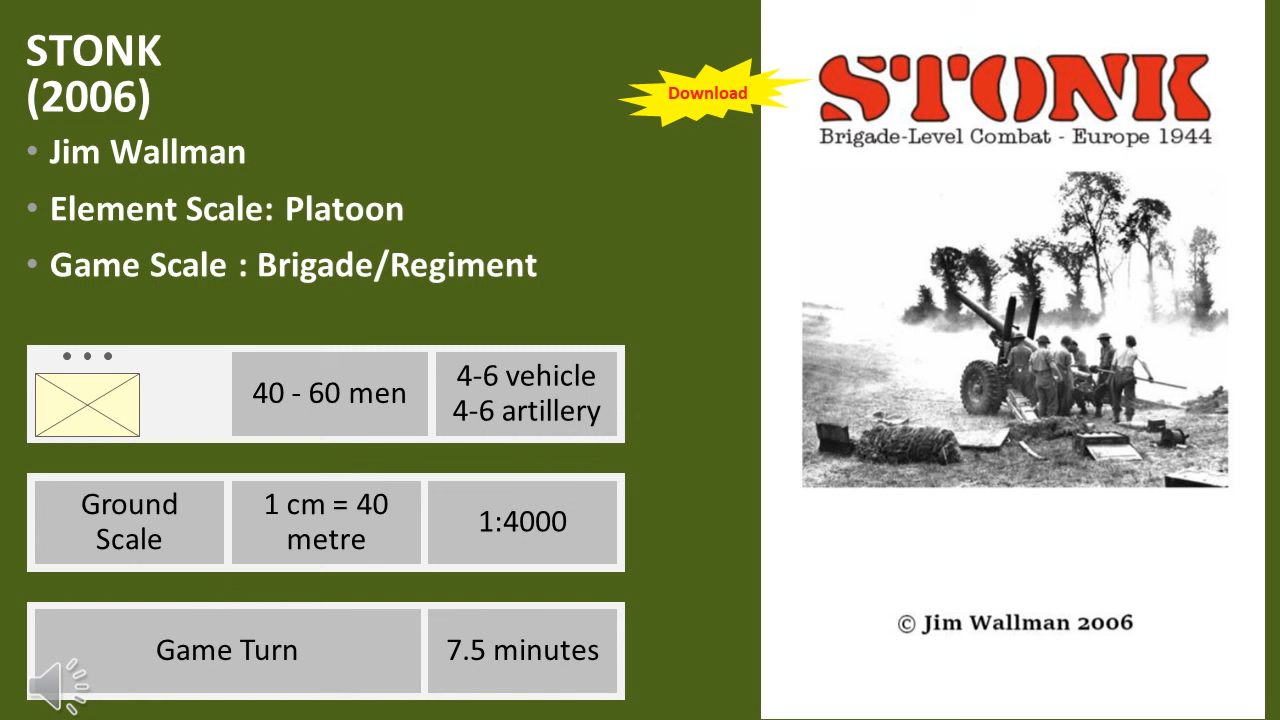 STONK
(2006)
• Jim Wallman
• Element Scale: Platoon
• Game Scale : Brigade/Regiment
40 - 60 men
4-6 vehicle
4-6 artillery
Ground
Scale
1 cm = 40
metre
1:4000
Game Turn
7.5 minutes
Download
STONK
Brigade-Level Combat - Europe 1944
© Jim Wallman 2006